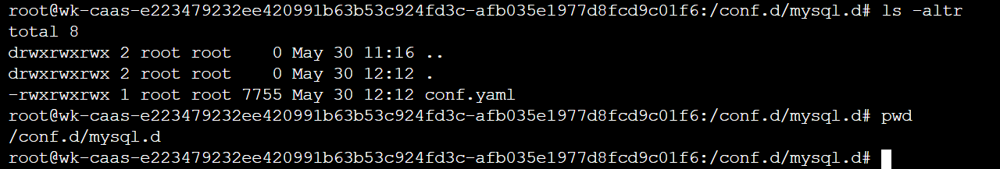 root@wk-caas-e223479232ee420991b63b53c924fd3c-afb035e1977d8fcd9c01f6:/conf.d/mysql.d# ls -altr
total 8
drwxrwxrwx 2 root root    0 May 30 11:16 ..
drwxrwxrwx 2 root root    0 May 30 12:12 .
-rwxrwxrwx 1 root root 7755 May 30 12:12 conf.yaml
root@wk-caas-e223479232ee420991b63b53c924fd3c-afb035e1977d8fcd9c01f6:/conf.d/mysql.d# pwd
/conf.d/mysql.d
root@wk-caas-e223479232ee420991b63b53c924fd3c-afb035e1977d8fcd9c01f6:/conf.d/mysql.d#